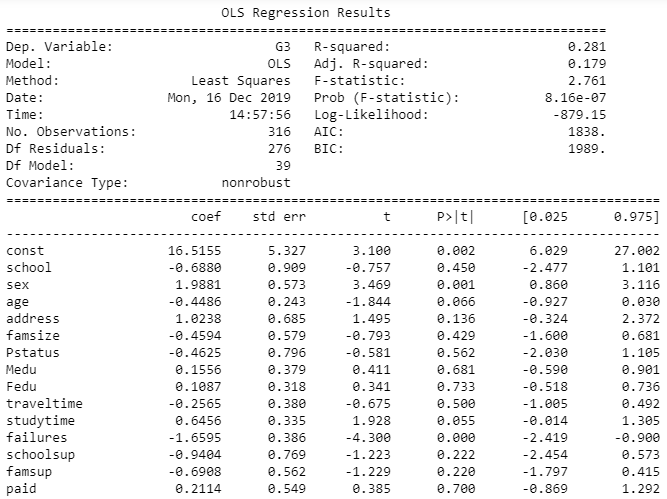 OLS Regression Results
==============================================================================
Dep. Variable: G3 R-squared: 0.281
Model: OLS Adj. R-squared: 0.179
Method: Least Squares F-statistic: 2.761
Date: Mon, 16 Dec 2019 Prob (F-statistic): 8.16e-07
Time: 14:57:56 Log-Likelihood: -879.15
No. Observations: 316 AIC: 1838.
Df Residuals: 276 BIC: 1989.
Df Model: 39
Covariance Type: nonrobust
==============================================================================
coef std err t P>|t| [0.025 0.975]
------------------------------------------------------------------------------
const 16.5155 5.327 3.100 0.002 6.029 27.002
school -0.6880 0.909 -0.757 0.450 -2.477 1.101
sex 1.9881 0.573 3.469 0.001 0.860 3.116
age -0.4486 0.243 -1.844 0.066 -0.927 0.030
address 1.0238 0.685 1.495 0.136 -0.324 2.372
famsize -0.4594 0.579 -0.793 0.429 -1.600 0.681
Pstatus -0.4625 0.796 -0.581 0.562 -2.030 1.105
Medu 0.1556 0.379 0.411 0.681 -0.590 0.901
Fedu 0.1087 0.318 0.341 0.733 -0.518 0.736
traveltime -0.2565 0.380 -0.675 0.500 -1.005 0.492
studytime 0.6456 0.335 1.928 0.055 -0.014 1.305
failures -1.6595 0.386 -4.300 0.000 -2.419 -0.900
schoolsup -0.9404 0.769 -1.223 0.222 -2.454 0.573
famsup -0.6908 0.562 -1.229 0.220 -1.797 0.415
paid 0.2114 0.549 0.385 0.700 -0.869 1.292